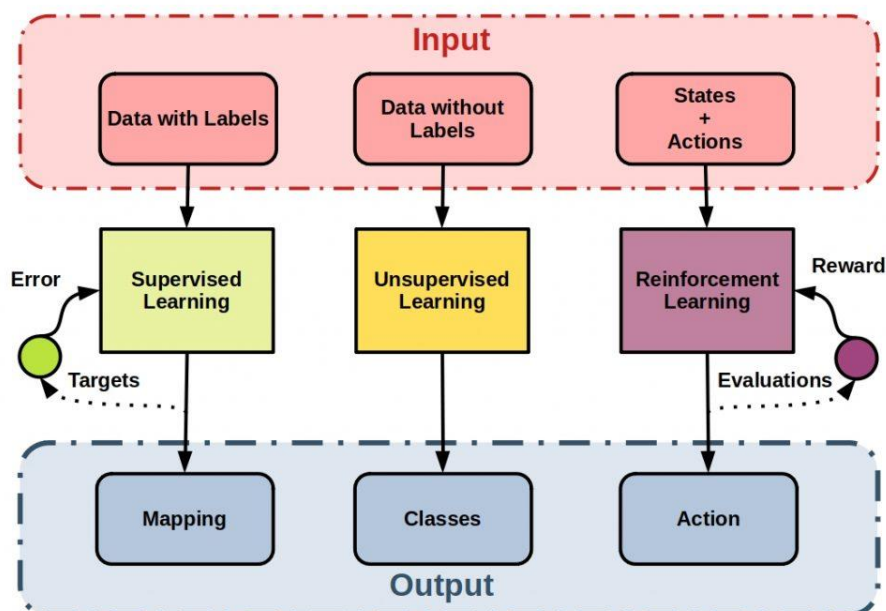 Input
Data with Labels
Data without
Labels
States
+
Actions
Error
Supervised
Learning
Targets
Unsupervised
Learning
Reinforcement
Learning
Reward
Evaluations
Mapping
Classes
Action
Output